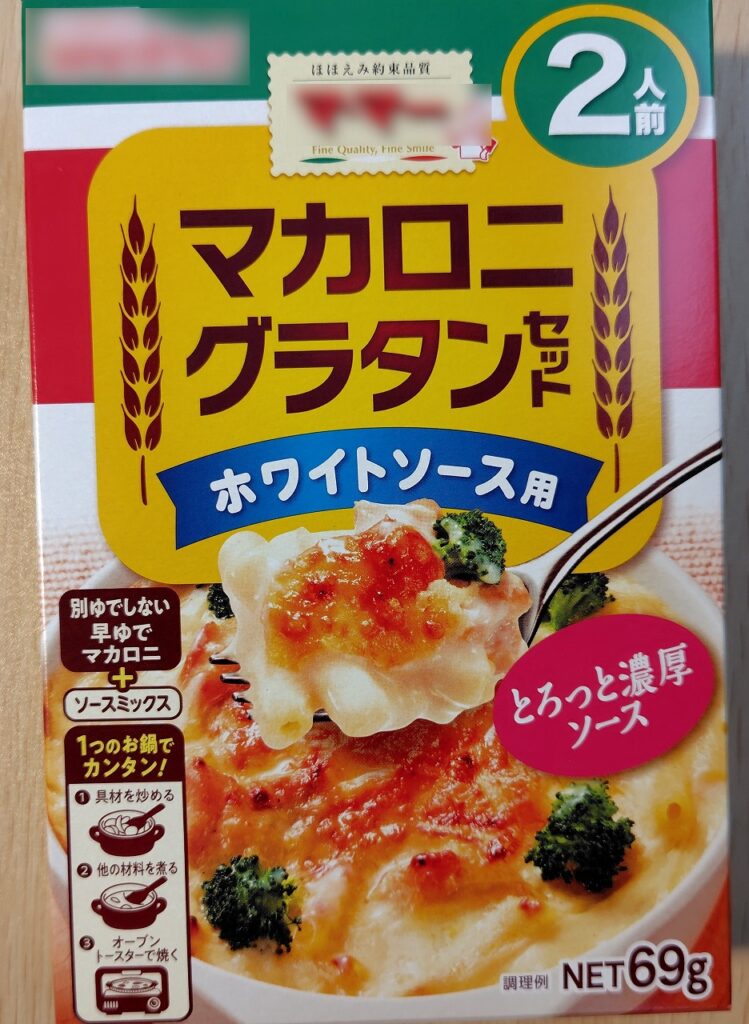 ほほえみ約束品質
Fine Quality, Fine Smile
2人前
マカロニ
グラタンセット
ホワイトソース用
別ゆでしない
早ゆで
マカロニ
+
ソースミックス
とろっと濃厚
ソース
1つのお鍋で
カンタン!
1 具材を炒める
2 他の材料を煮る
3 オーブン
トースターで焼く
調理例 NET69g